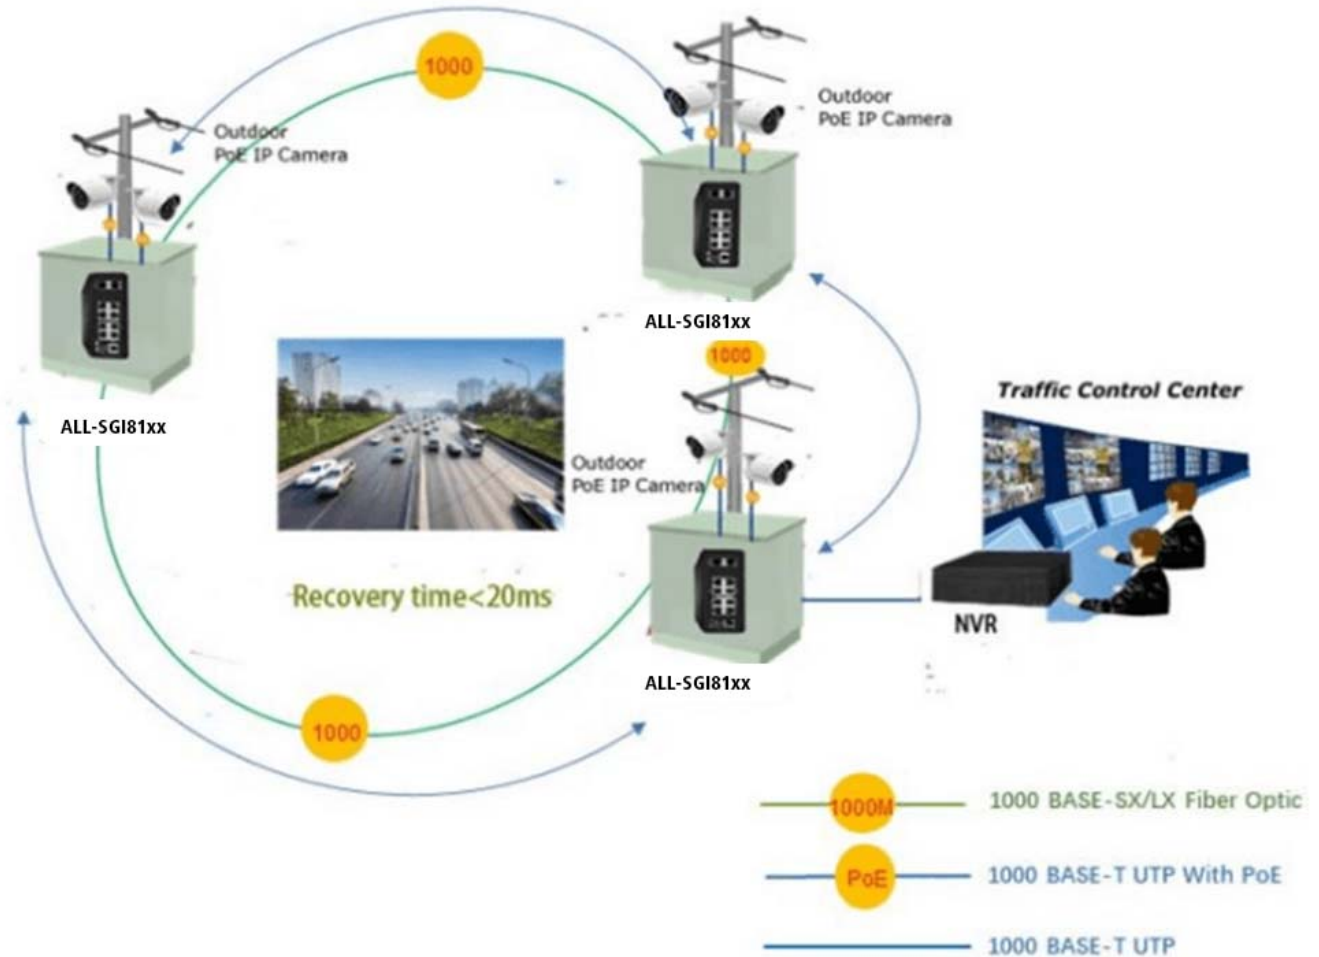 1000
Outdoor
PoE IP Camera
Outdoor
PoE IP Camera
ALL-SGI81xx
1000
ALL-SGI81xx
Traffic Control Center
Outdoor
PoE IP Camera
Recovery time<20ms
NVR
ALL-SGI81xx
1000
1000M
1000 BASE-SX/LX Fiber Optic
PoE
1000 BASE-T UTP With PoE
1000 BASE-T UTP